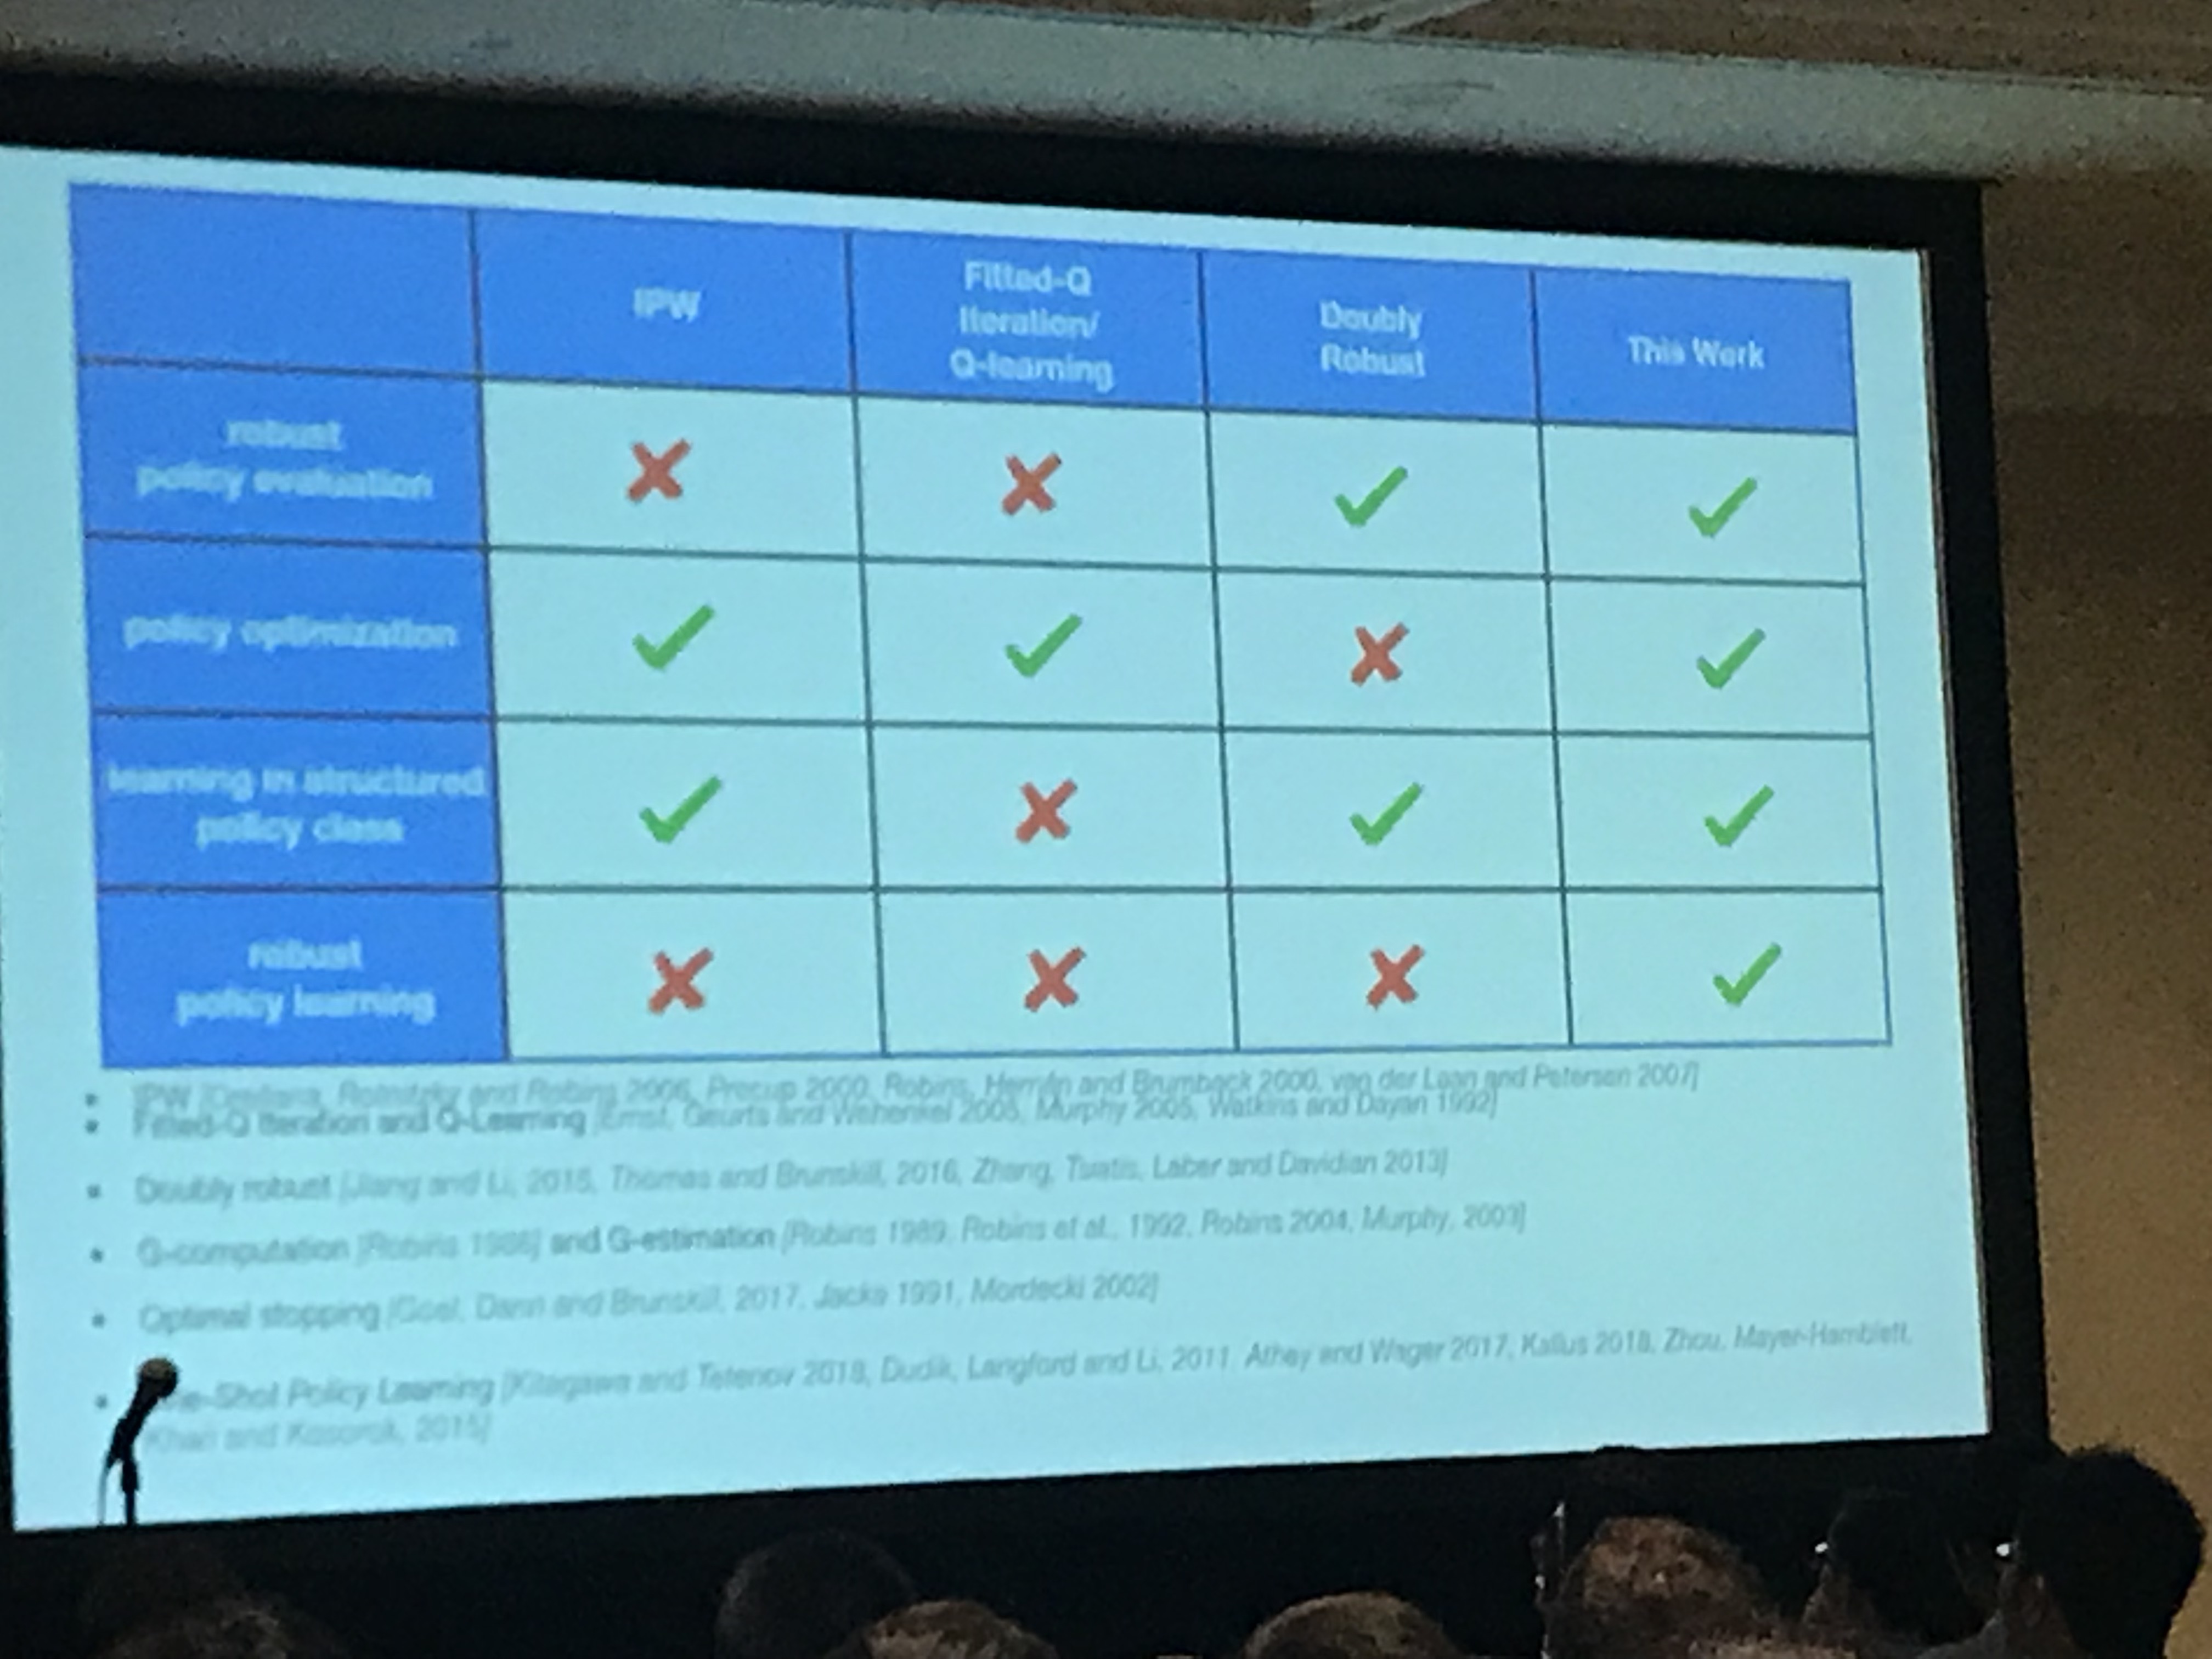 IPW
Fitted-Q
Iteration/
Q-learning
Doubly
Robust
This Work
robust
policy evaluation
policy optimization
learning in structured
policy class
robust
policy learning
IPW [Orellana, Rotnitzky and Robins 2006, Precup 2000, Robins, Hernán and Brumback 2000, van der Laan and Petersen 2007]
Fitted-Q Iteration and Q-Learning [Ernst, Geurts and Wehenkel 2005, Murphy 2005, Watkins and Dayan 1992]
Doubly robust [Jiang and Li, 2015, Thomas and Brunskill, 2016, Zhang, Tsiatis, Laber and Davidian 2013]
G-computation [Robins 1986] and G-estimation [Robins 1989, Robins et al., 1992, Robins 2004, Murphy, 2003]
Optimal stopping [Goel, Dann and Brunskill, 2017, Jacka 1991, Mordecki 2002]
ne-Shot Policy Learning [Kitagawa and Tetenov 2018, Dudik, Langford and Li, 2011, Athey and Wager 2017, Kallus 2018, Zhou, Mayer-Hamblett,
Khan and Kosorok, 2015]